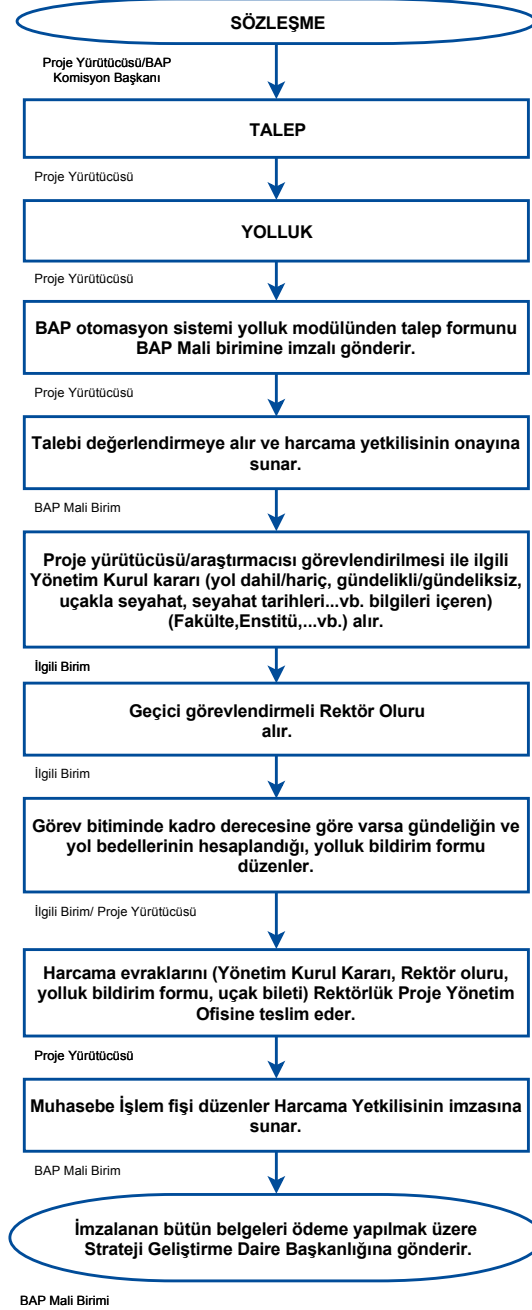 SÖZLEŞME
Proje Yürütücüsü/BAP
Komisyon Başkanı
TALEP
Proje Yürütücüsü
YOLLUK
Proje Yürütücüsü
BAP otomasyon sistemi yolluk modülünden talep formunu
BAP Mali birimine imzalı gönderir.
Proje Yürütücüsü
Talebi değerlendirmeye alır ve harcama yetkilisinin onayına
sunar.
BAP Mali Birim
Proje yürütücüsü/araştırmacısı görevlendirilmesi ile ilgili
Yönetim Kurul kararı (yol dahil/hariç, gündelikli/gündeliksiz,
uçakla seyahat, seyahat tarihleri...vb. bilgileri içeren)
(Fakülte,Enstitü,...vb.) alır.
İlgili Birim
Geçici görevlendirmeli Rektör Oluru
alır.
İlgili Birim
Görev bitiminde kadro derecesine göre varsa gündeliğin ve
yol bedellerinin hesaplandığı, yolluk bildirim formu
düzenler.
İlgili Birim/ Proje Yürütücüsü
Harcama evraklarını (Yönetim Kurul Kararı, Rektör oluru,
yolluk bildirim formu, uçak bileti) Rektörlük Proje Yönetim
Ofisine teslim eder.
Proje Yürütücüsü
Muhasebe İşlem fişi düzenler Harcama Yetkilisinin imzasına
sunar.
BAP Mali Birim
İmzalanan bütün belgeleri ödeme yapılmak üzere
Strateji Geliştirme Daire Başkanlığına gönderir.
BAP Mali Birimi